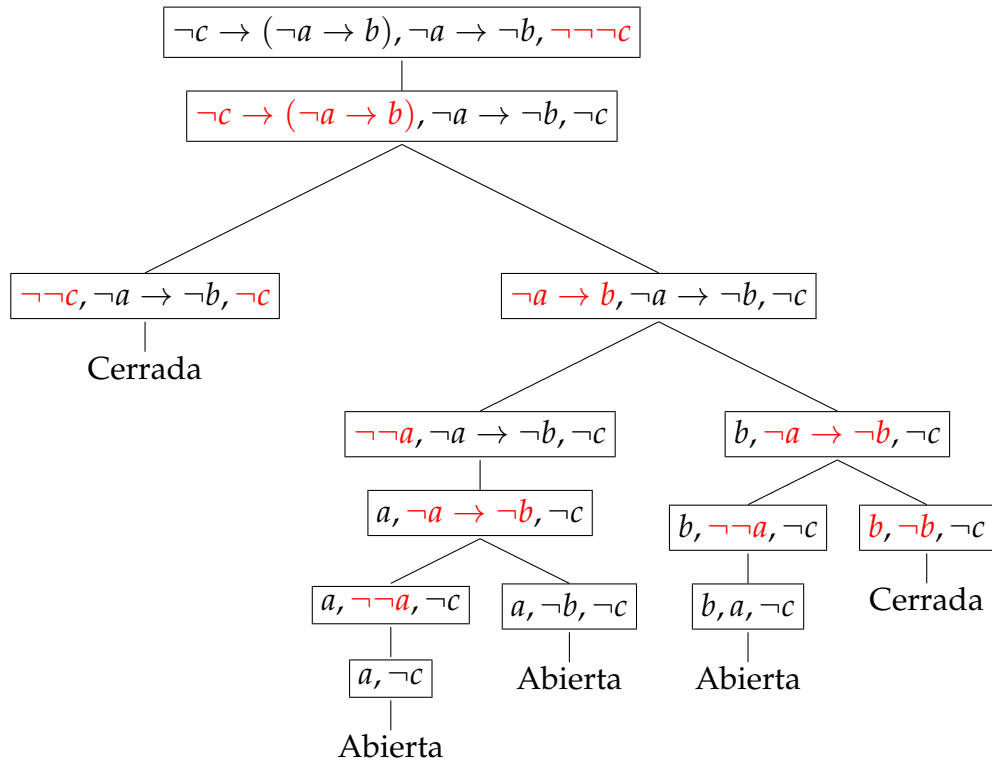 ¬c → (¬a → b), ¬a → ¬b, ¬¬¬c
¬c → (¬a → b), ¬a → ¬b, ¬c
¬¬c, ¬a → ¬b, ¬c
¬a → b, ¬a → ¬b, ¬c
Cerrada
¬¬a, ¬a → ¬b, ¬c
b, ¬a → ¬b, ¬c
a, ¬a → ¬b, ¬c
b, ¬¬a, ¬c
b, ¬b, ¬c
a, ¬¬a, ¬c
a, ¬b, ¬c
b, a, ¬c
Cerrada
a, ¬c
Abierta
Abierta
Abierta